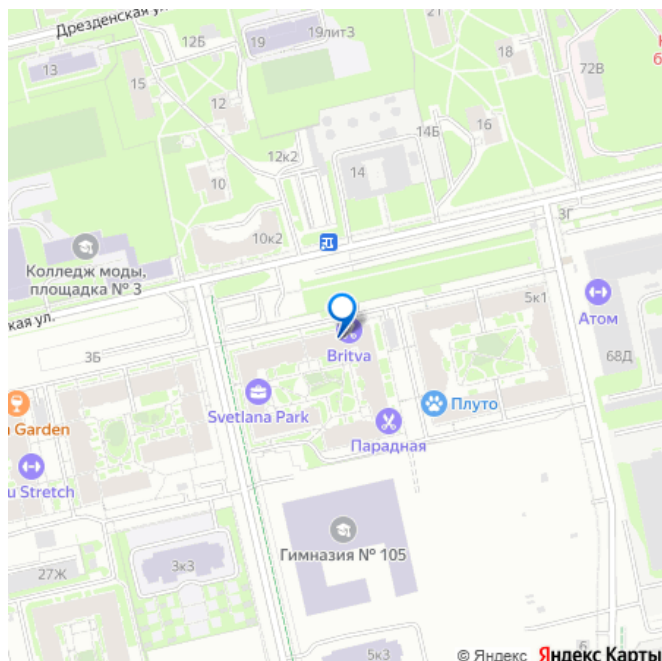 Дрезденская ул.
12Б
19
19литЗ
21
13
15
18
72В
12
14Б
16
12к2
14
10
3Г
10к2
Колледж моды,
площадка № 3
5к1
Атом
кая ул.
3Б
Britva
68Д
Svetlana Park
Плуто
Garden
Парадная
u Stretch
Гимназия № 105
3к3
27Ж
5к3
© Яндекс Яндекс Карты